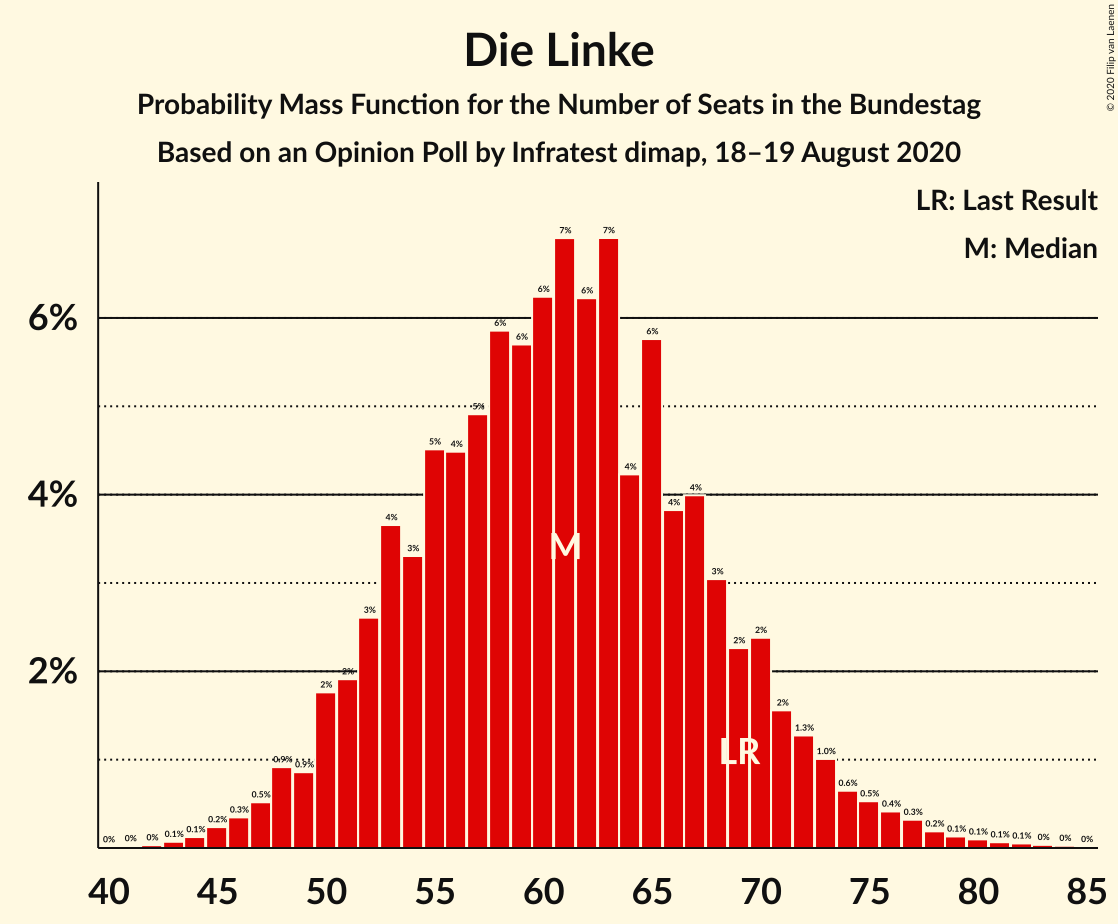 Die Linke
Probability Mass Function for the Number of Seats in the Bundestag
Based on an Opinion Poll by Infratest dimap, 18–19 August 2020
© 2020 Filip van Laenen
LR: Last Result
M: Median
6%
4%
2%
0% 0% 0% 0.1% 0.1% 0.2% 0.3% 0.5% 0.9% 0.9% 2% 2% 3% 4% 3% 5% 4% 5% 6% 6% 6% 7% 6% 7% 4% 6% 4% 4% 3% 2% 2% 2% 1.3% 1.0% 0.6% 0.5% 0.4% 0.3% 0.2% 0.1% 0.1% 0.1% 0.1% 0% 0% 0%
M
LR
40 45 50 55 60 65 70 75 80 85